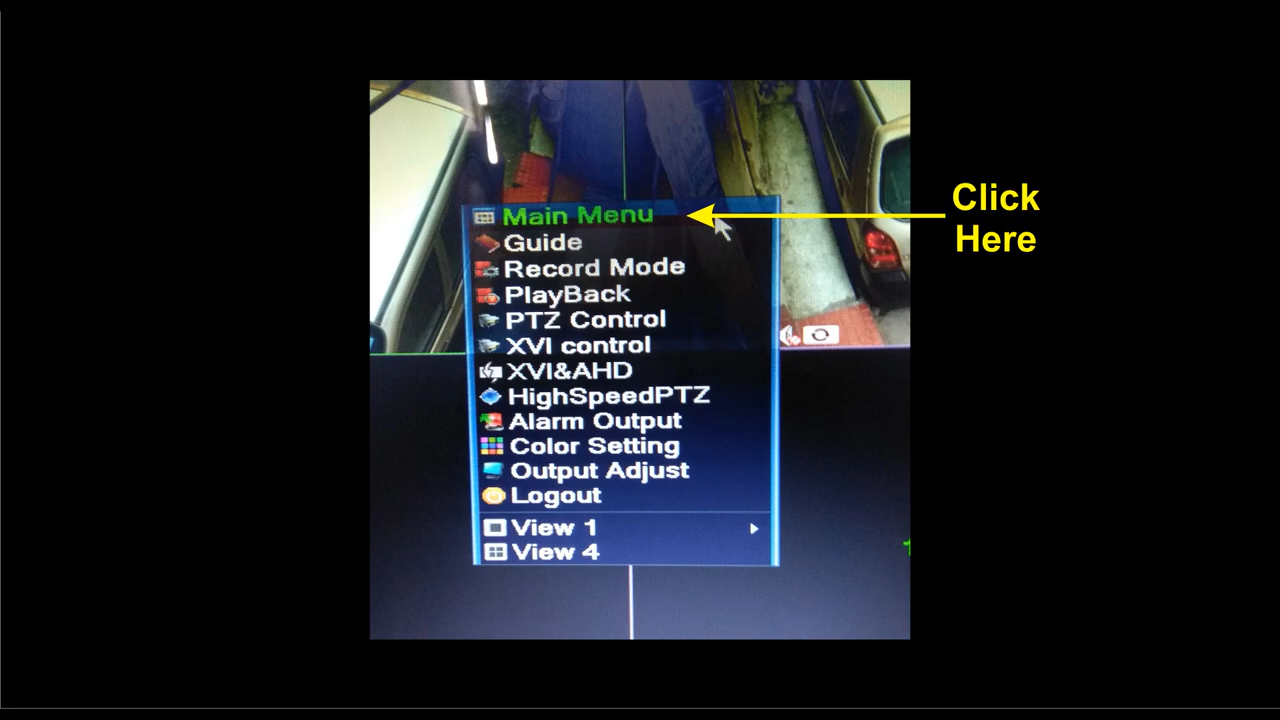 Main Menu
Guide
Record Mode
PlayBack
PTZ Control
XVI control
XVI&AHD
HighSpeedPTZ
Alarm Output
Color Setting
Output Adjust
Logout
View 1
View 4
Click
Here